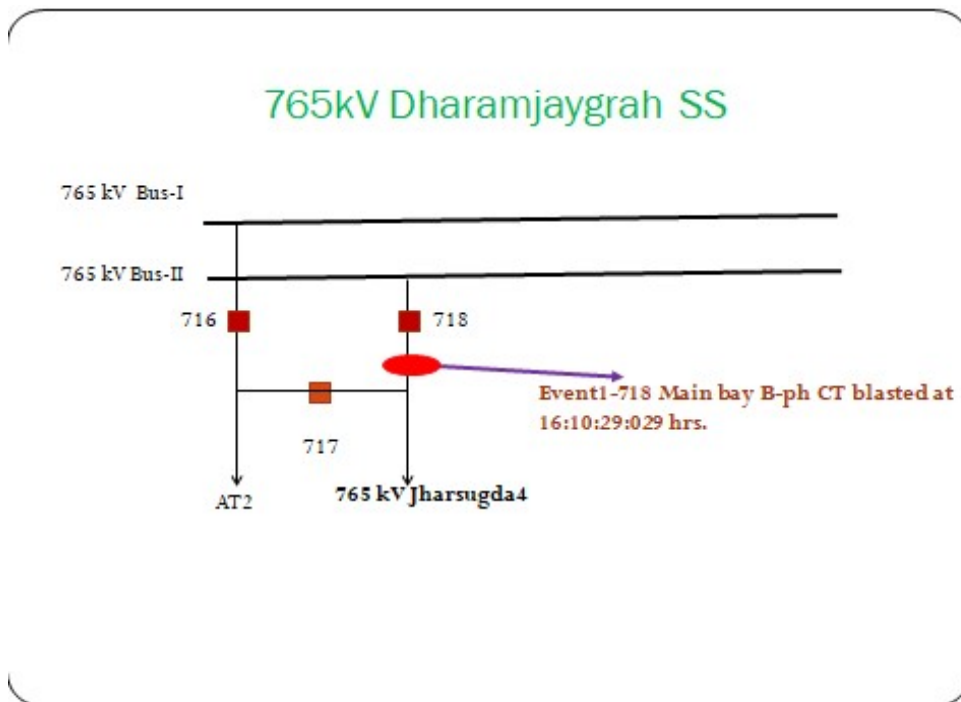 765kV Dharamjaygrah SS
765 kV Bus-I
765 kV Bus-II
716
718
Event1-718 Main bay B-ph CT blasted at
16:10:29:029 hrs.
717
AT2
765 kV Jharsugda4